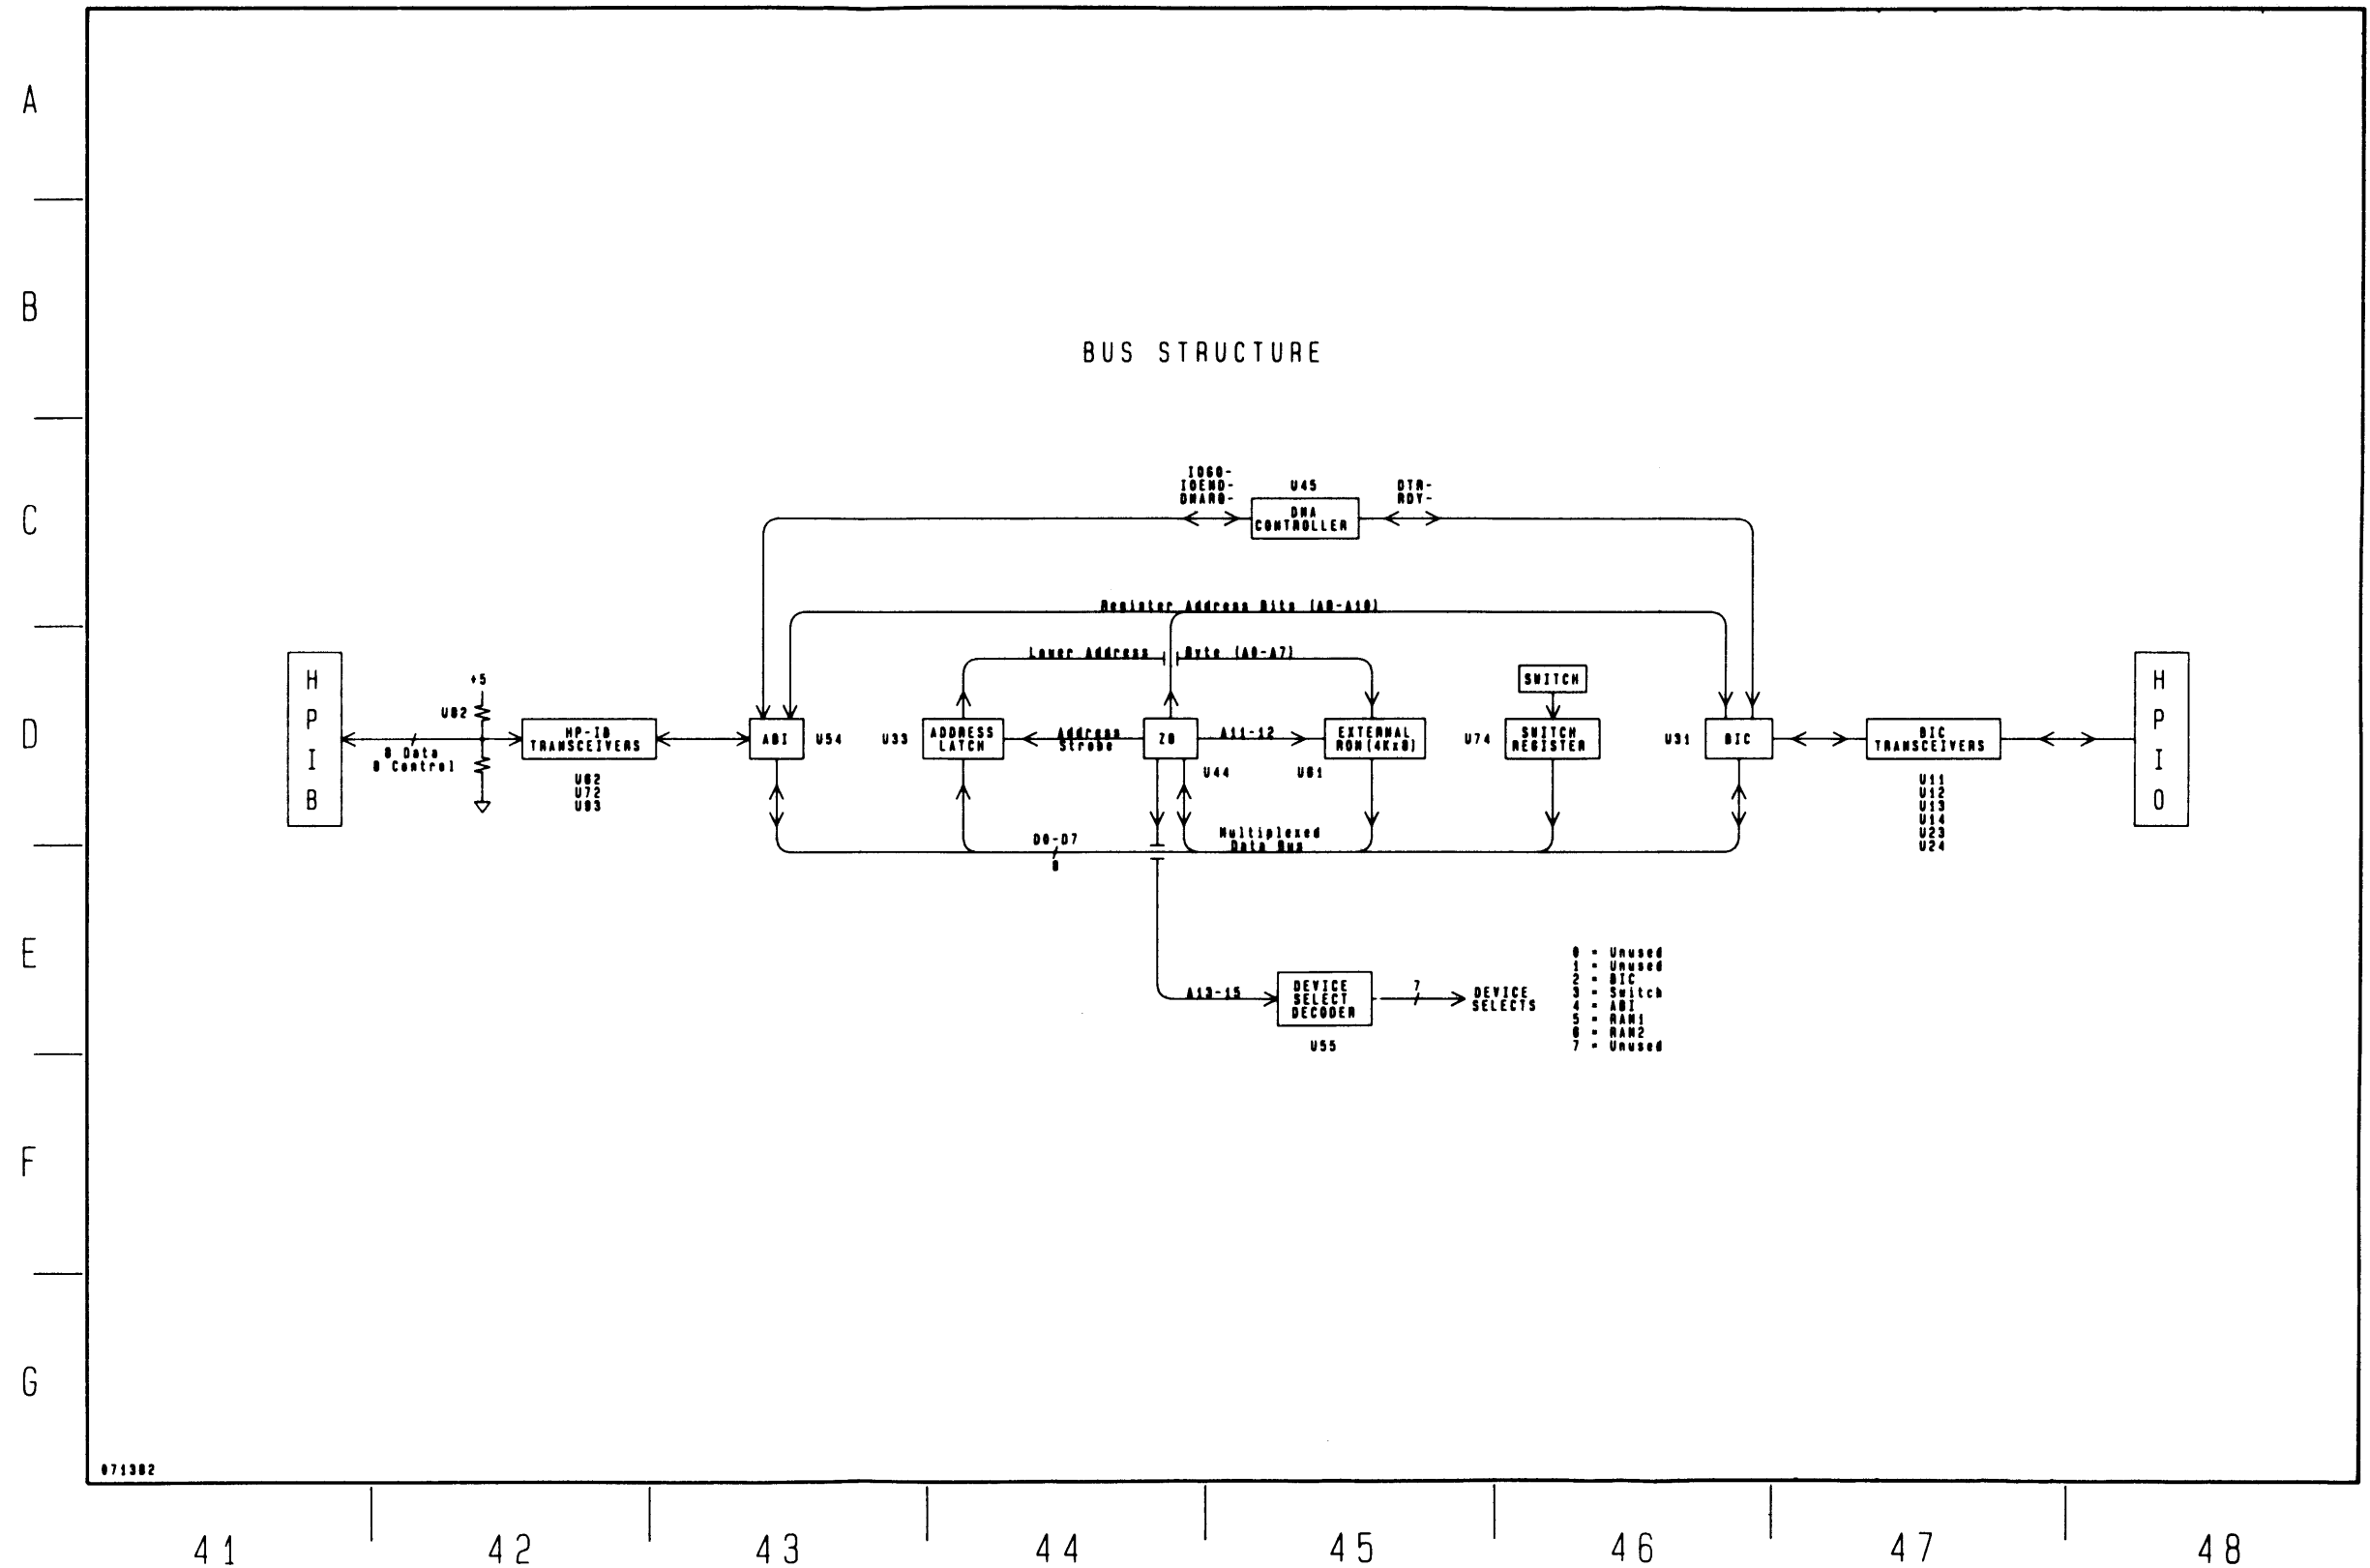 A
B
C
D
E
F
G
BUS STRUCTURE
IOGO-
IOEND-
DMARQ-
U45
DTR-
RDY-
DMA
CONTROLLER
Register Address Bits (A8-A10)
Lower Address Byte (A0-A7)
HPIB
+5
U82
8 Data
8 Control
HP-IB
TRANSCEIVERS
U62
U72
U83
ABI
U54
U33
ADDRESS
LATCH
Address
Strobe
Z8
U44
A11-12
EXTERNAL
ROM(4Kx8)
U61
SWITCH
U74
SWITCH
REGISTER
U31
BIC
BIC
TRANSCEIVERS
U11
U12
U13
U14
U23
U24
HPIO
D0-D7
8
Multiplexed
Data Bus
A13-15
DEVICE
SELECT
DECODER
U55
7
DEVICE
SELECTS
0 = Unused
1 = Unused
2 = BIC
3 = Switch
4 = ABI
5 = RAM1
6 = RAM2
7 = Unused
071382
41 42 43 44 45 46 47 48